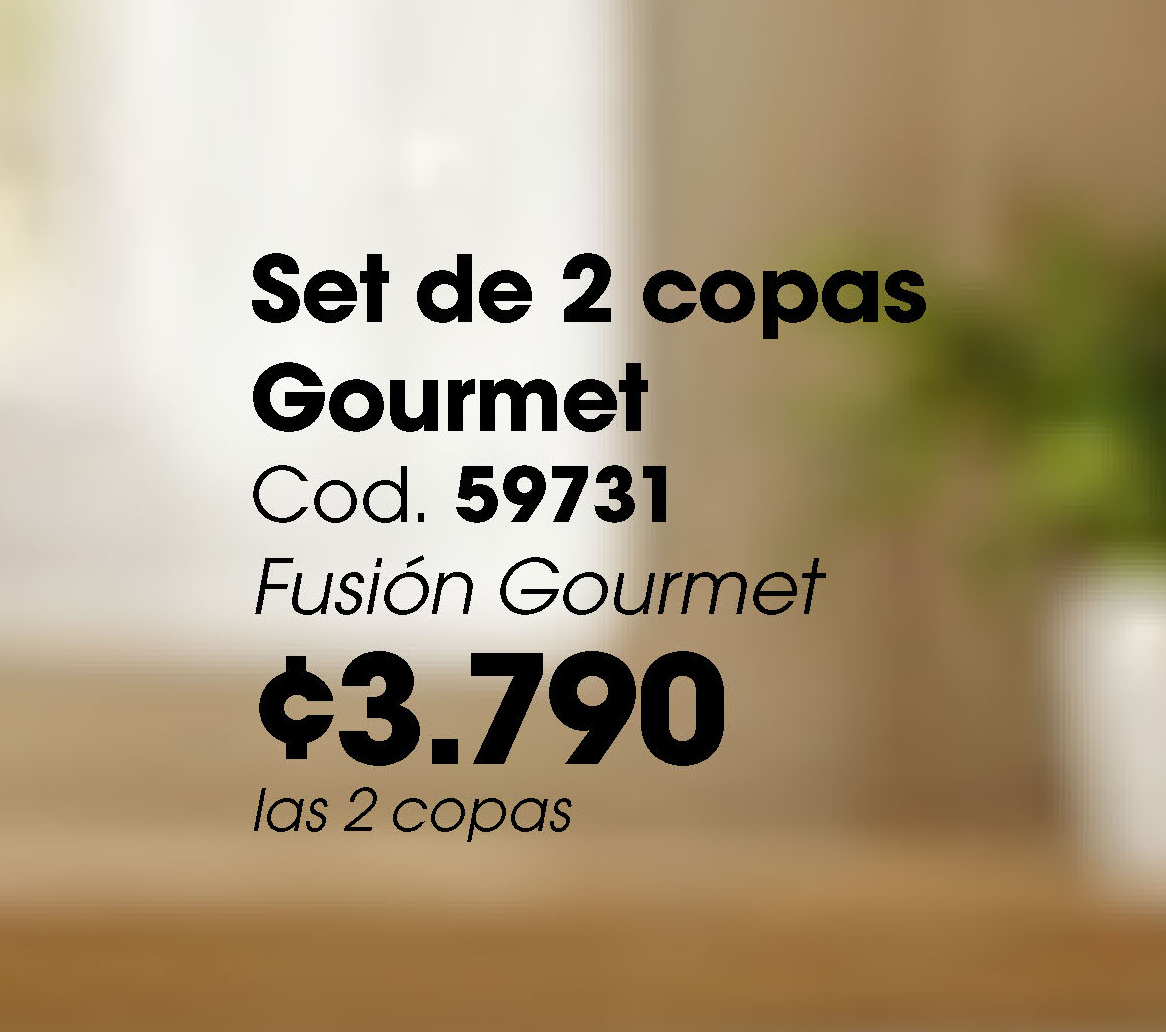 Set de 2 copas
Gourmet
Cod. 59731
Fusión Gourmet
¢3.790
las 2 copas